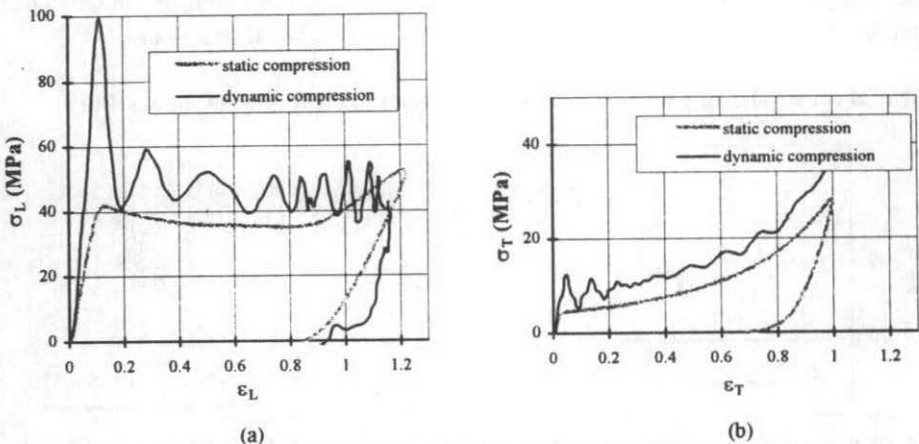 100
80
60
40
20
0
σL (MPa)
static compression
dynamic compression
0 0.2 0.4 0.6 0.8 1 1.2
εL
(a)
40
20
0
σT (MPa)
static compression
dynamic compression
0 0.2 0.4 0.6 0.8 1 1.2
εT
(b)